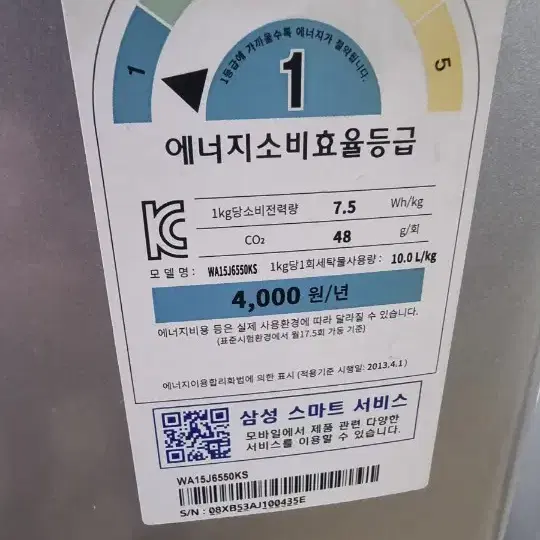 1
1등급에 가까울수록 에너지가 절약됩니다.
5
1
에너지소비효율등급
1kg당소비전력량 7.5 Wh/kg
CO₂ 48 g/회
모 델 명 : WA15J6550KS 1kg당1회세탁물사용량 : 10.0 L/kg
4,000 원/년
에너지비용 등은 실제 사용환경에 따라 달라질 수 있습니다.
(표준시험환경에서 월17.5회 가동 기준)
에너지이용합리화법에 의한 표시 (적용기준 시행일: 2013.4.1)
삼성 스마트 서비스
모바일에서 제품 관련 다양한
서비스를 이용할 수 있습니다.
WA15J6550KS
S/N : 08XB53AJ100435E